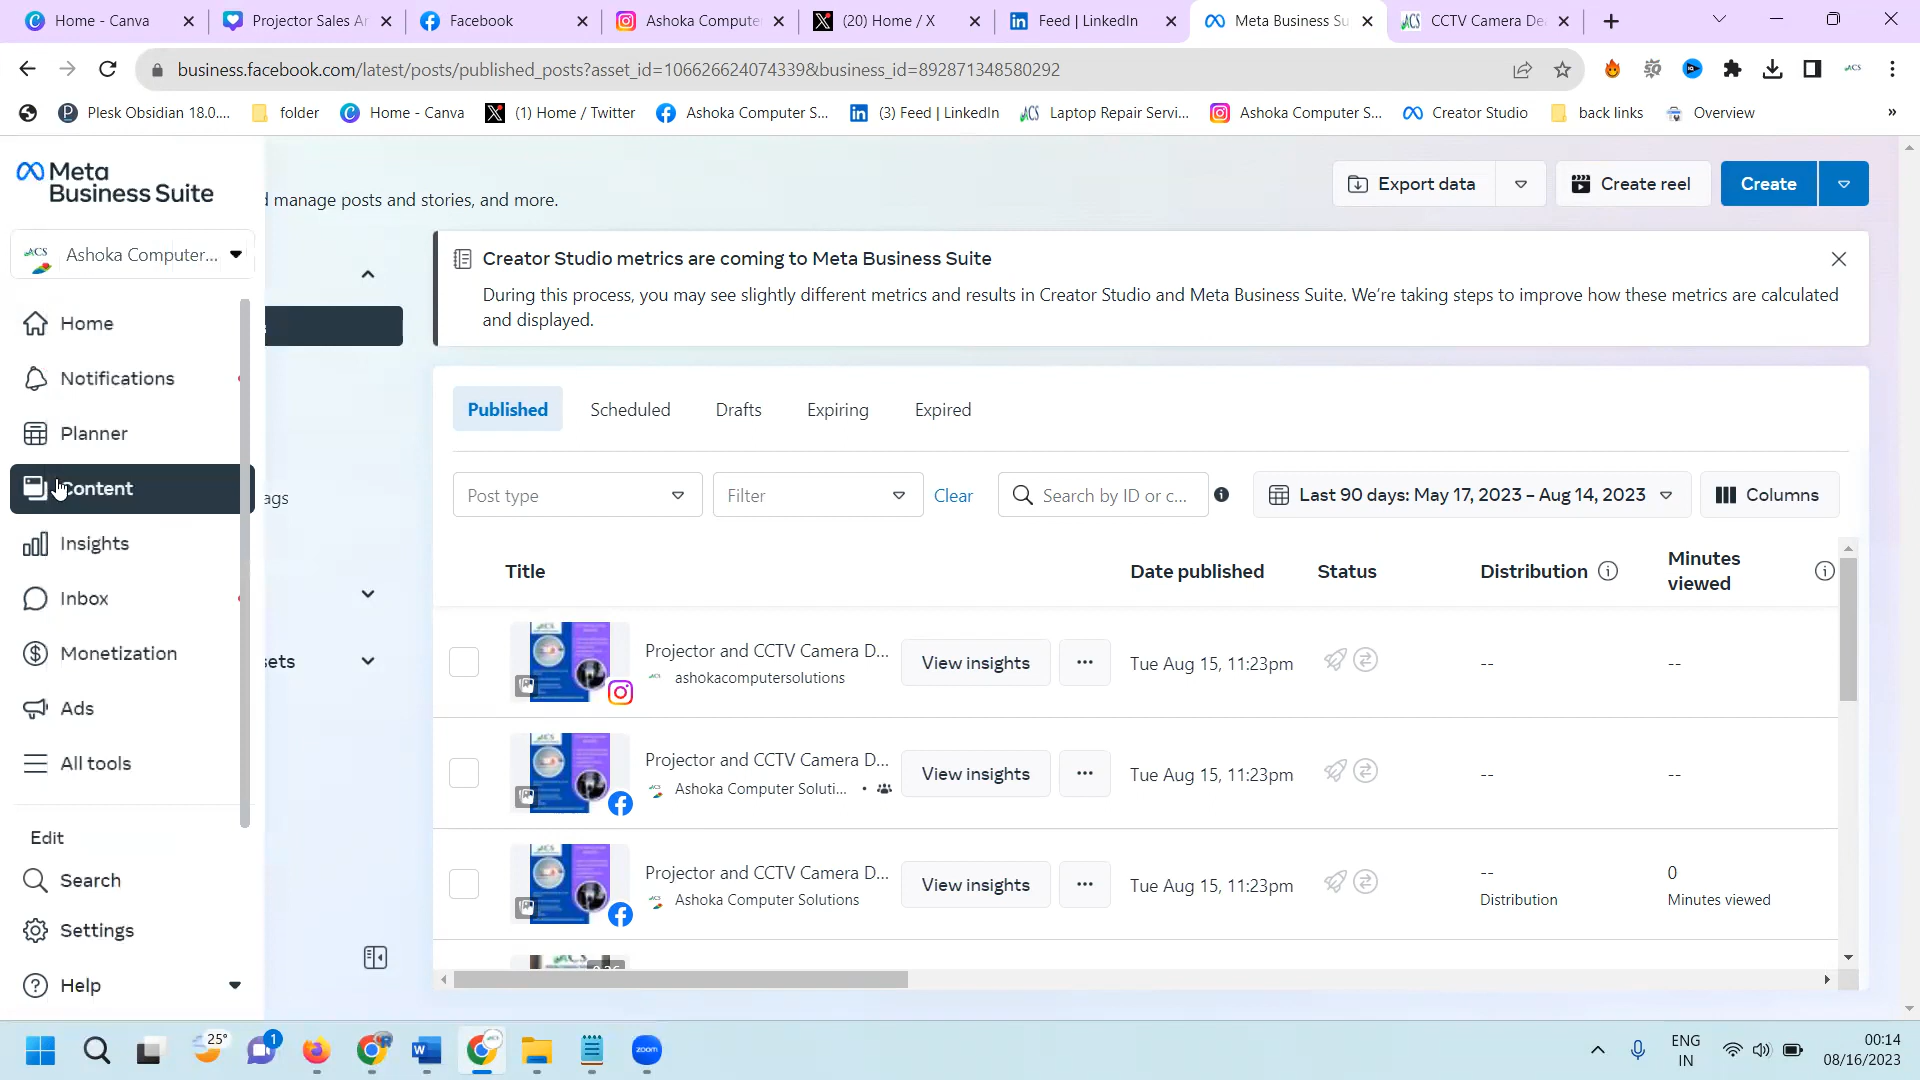 Home - Canva
Projector Sales Ar
Facebook
Ashoka Compute
(20) Home / X
Feed | LinkedIn
Meta Business Su
ACS CCTV Camera De
business.facebook.com/latest/posts/published_posts?asset_id=106626624074339&business_id=892871348580292
Plesk Obsidian 18.0....
folder
Home - Canva
(1) Home / Twitter
Ashoka Computer S...
(3) Feed | LinkedIn
Laptop Repair Servi...
Ashoka Computer S...
Creator Studio
back links
Overview
»
Meta
Business Suite
manage posts and stories, and more.
Export data
Create reel
Create
ACS Ashoka Computer...
Home
Notifications
Planner
Content
Insights
Inbox
Monetization
Ads
All tools
Edit
Search
Settings
Help
ags
sets
Creator Studio metrics are coming to Meta Business Suite
During this process, you may see slightly different metrics and results in Creator Studio and Meta Business Suite. We're taking steps to improve how these metrics are calculated
and displayed.
Published Scheduled Drafts Expiring Expired
Post type
Filter
Clear
Search by ID or c...
Last 90 days: May 17, 2023 – Aug 14, 2023
Columns
Title
Date published
Status
Distribution
Minutes
viewed
Projector and CCTV Camera D...
ashokacomputersolutions
View insights
...
Tue Aug 15, 11:23pm
--
--
Projector and CCTV Camera D...
Ashoka Computer Soluti... •
View insights
...
Tue Aug 15, 11:23pm
--
--
Projector and CCTV Camera D...
Ashoka Computer Solutions
View insights
...
Tue Aug 15, 11:23pm
--
Distribution
0
Minutes viewed
25°
1
zoom
ENG
IN
00:14
08/16/2023